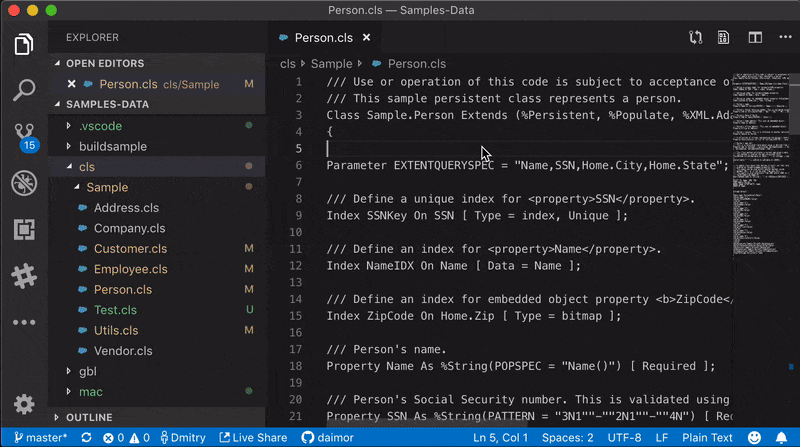 Person.cls — Samples-Data
EXPLORER
OPEN EDITORS
Person.cls cls/Sample M
SAMPLES-DATA
.vscode
buildsample
cls
Sample
Address.cls
Company.cls
Customer.cls M
Employee.cls M
Person.cls M
Test.cls U
Utils.cls M
Vendor.cls
gbl
mac
OUTLINE
15
Person.cls
cls Sample Person.cls
1 /// Use or operation of this code is subject to acceptance o
2 /// This sample persistent class represents a person.
3 Class Sample.Person Extends (%Persistent, %Populate, %XML.Ad
4 {
5
6 Parameter EXTENTQUERYSPEC = "Name,SSN,Home.City,Home.State";
7
8 /// Define a unique index for <property>SSN</property>.
9 Index SSNKey On SSN [ Type = index, Unique ];
10
11 /// Define an index for <property>Name</property>.
12 Index NameIDX On Name [ Data = Name ];
13
14 /// Define an index for embedded object property <b>ZipCode</
15 Index ZipCode On Home.Zip [ Type = bitmap ];
16
17 /// Person's name.
18 Property Name As %String(POPSPEC = "Name()") [ Required ];
19
20 /// Person's Social Security number. This is validated using
21 Property SSN As %String(PATTERN = "3N1""-""2N1""-""4N") [ Rec
master* 0 0 Dmitry Live Share daimor Ln 5, Col 1 Spaces: 2 UTF-8 LF Plain Text